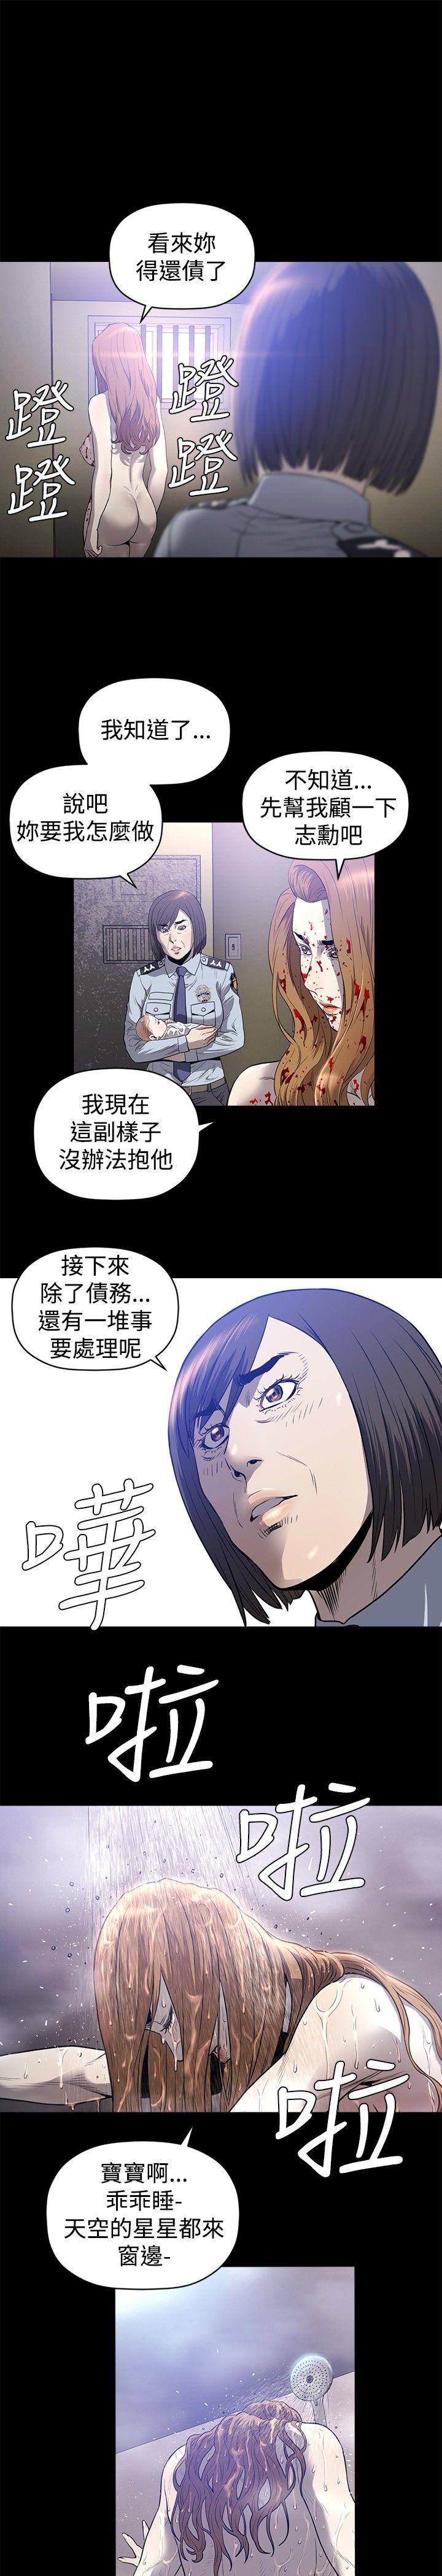 看來妳
得還債了
蹬
蹬
蹬
蹬
我知道了…
說吧
妳要我怎麼做
不知道…
先幫我顧一下
志勳吧
我現在
這副樣子
沒辦法抱他
接下來
除了債務…
還有一堆事
要處理呢
嘩
啦
啦
啦
寶寶啊…
乖乖睡-
天空的星星都來
窗邊-